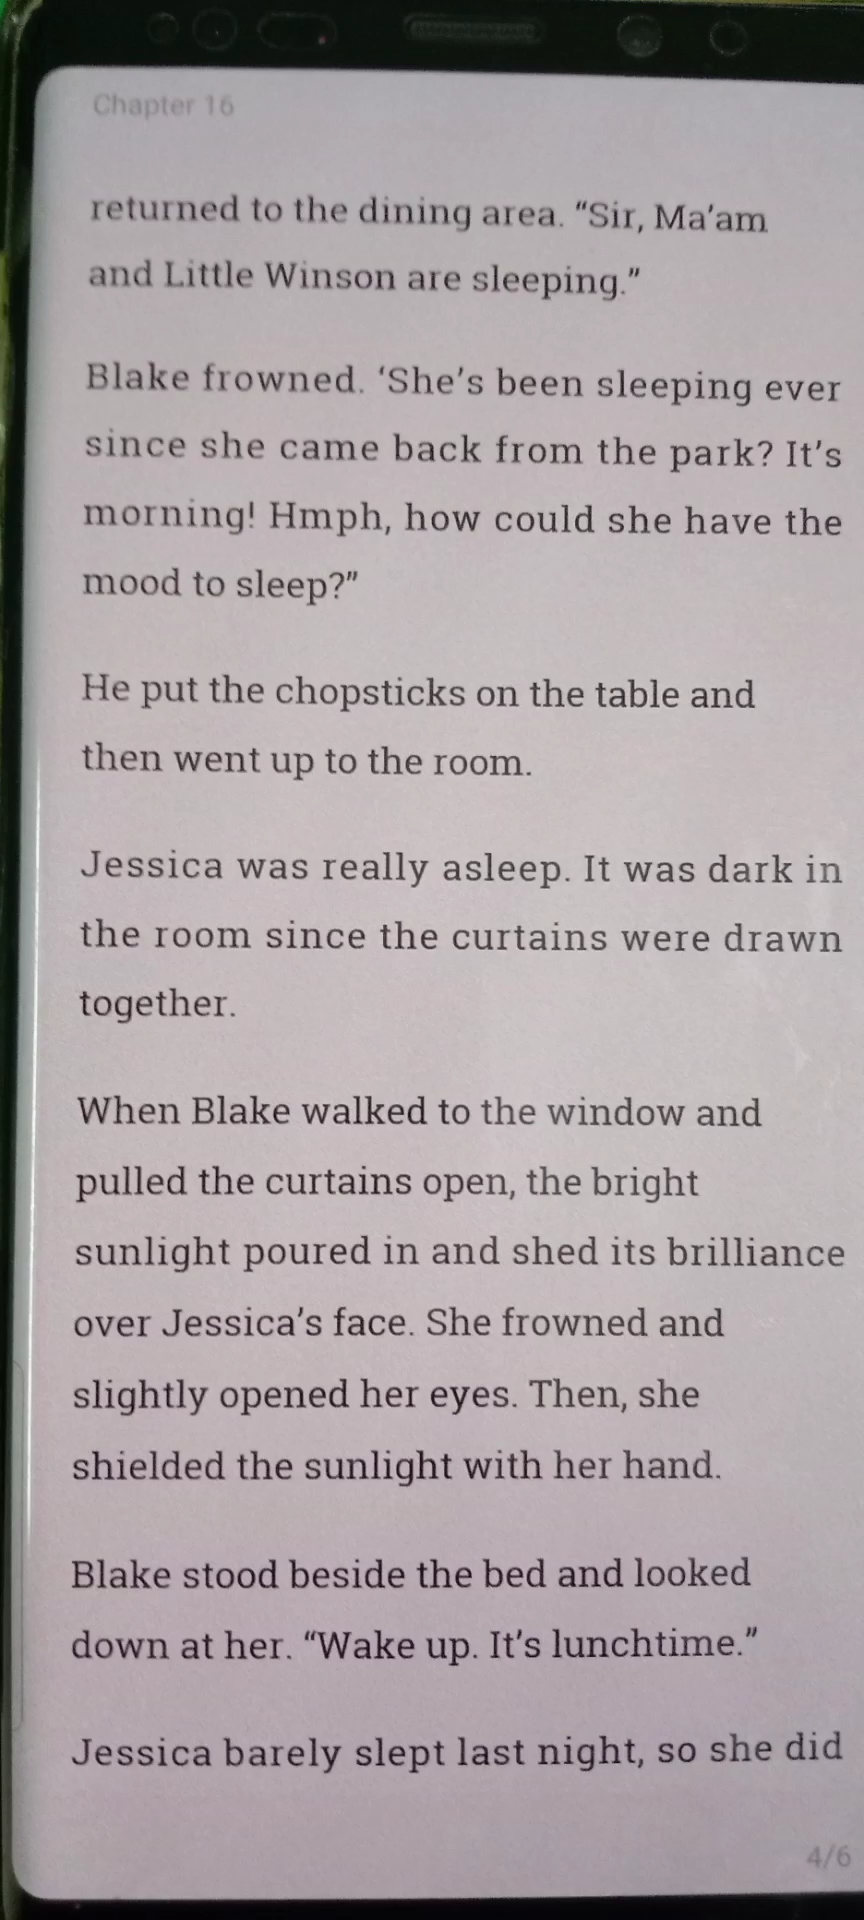 Chapter 16
returned to the dining area. “Sir, Ma’am
and Little Winson are sleeping.”
Blake frowned. ‘She’s been sleeping ever
since she came back from the park? It’s
morning! Hmph, how could she have the
mood to sleep?”
He put the chopsticks on the table and
then went up to the room.
Jessica was really asleep. It was dark in
the room since the curtains were drawn
together.
When Blake walked to the window and
pulled the curtains open, the bright
sunlight poured in and shed its brilliance
over Jessica’s face. She frowned and
slightly opened her eyes. Then, she
shielded the sunlight with her hand.
Blake stood beside the bed and looked
down at her. “Wake up. It’s lunchtime.”
Jessica barely slept last night, so she did
4/6